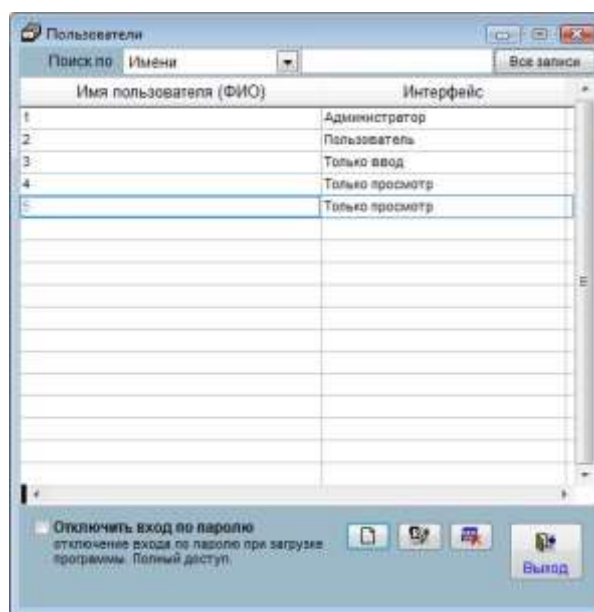 Пользователи
Поиск по Имени Все записи
Имя пользователя (ФИО) Интерфейс
1 Администратор
2 Пользователь
3 Только ввод
4 Только просмотр
5 Только просмотр
Отключить вход по паролю
отключение входа по паролю при загрузке
программы. Полный доступ.
Выход